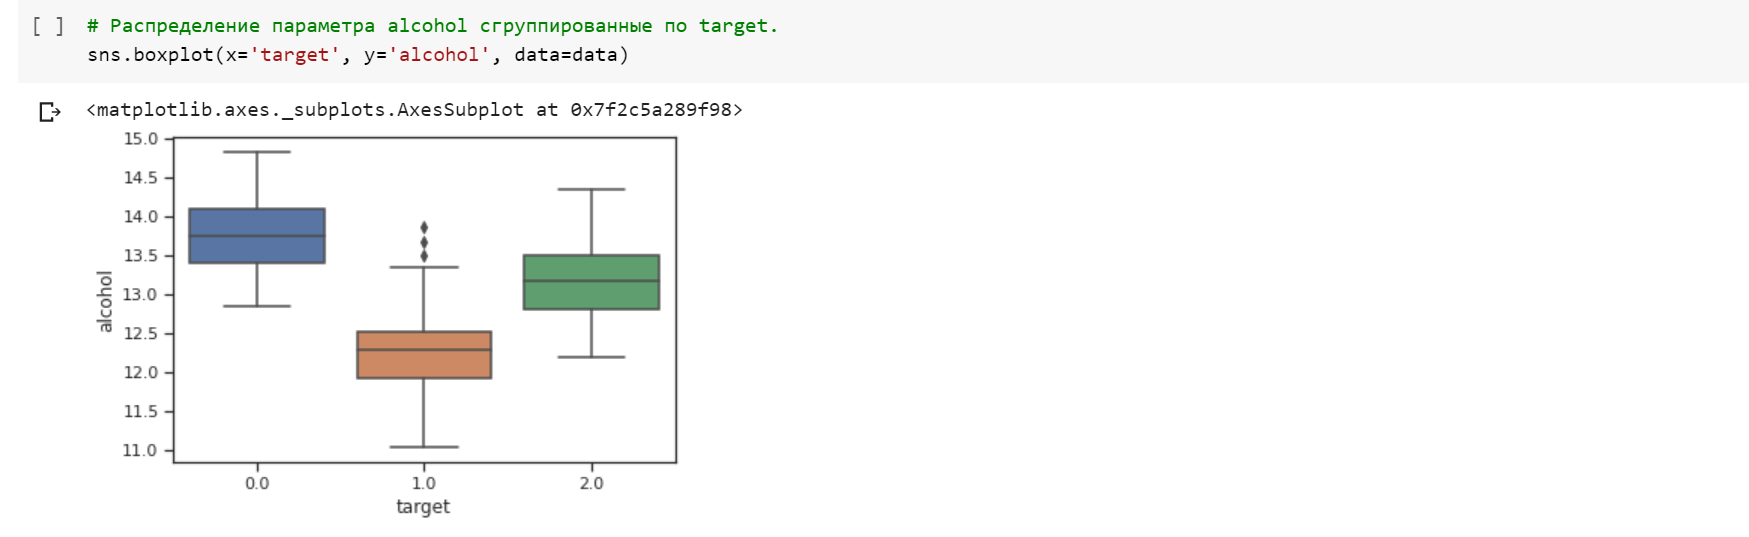 [ ] # Распределение параметра alcohol сгруппированные по target.
sns.boxplot(x='target', y='alcohol', data=data)
<matplotlib.axes._subplots.AxesSubplot at 0x7f2c5a289f98>
15.0
14.5
14.0
13.5
13.0
12.5
12.0
11.5
11.0
alcohol
0.0 1.0 2.0
target